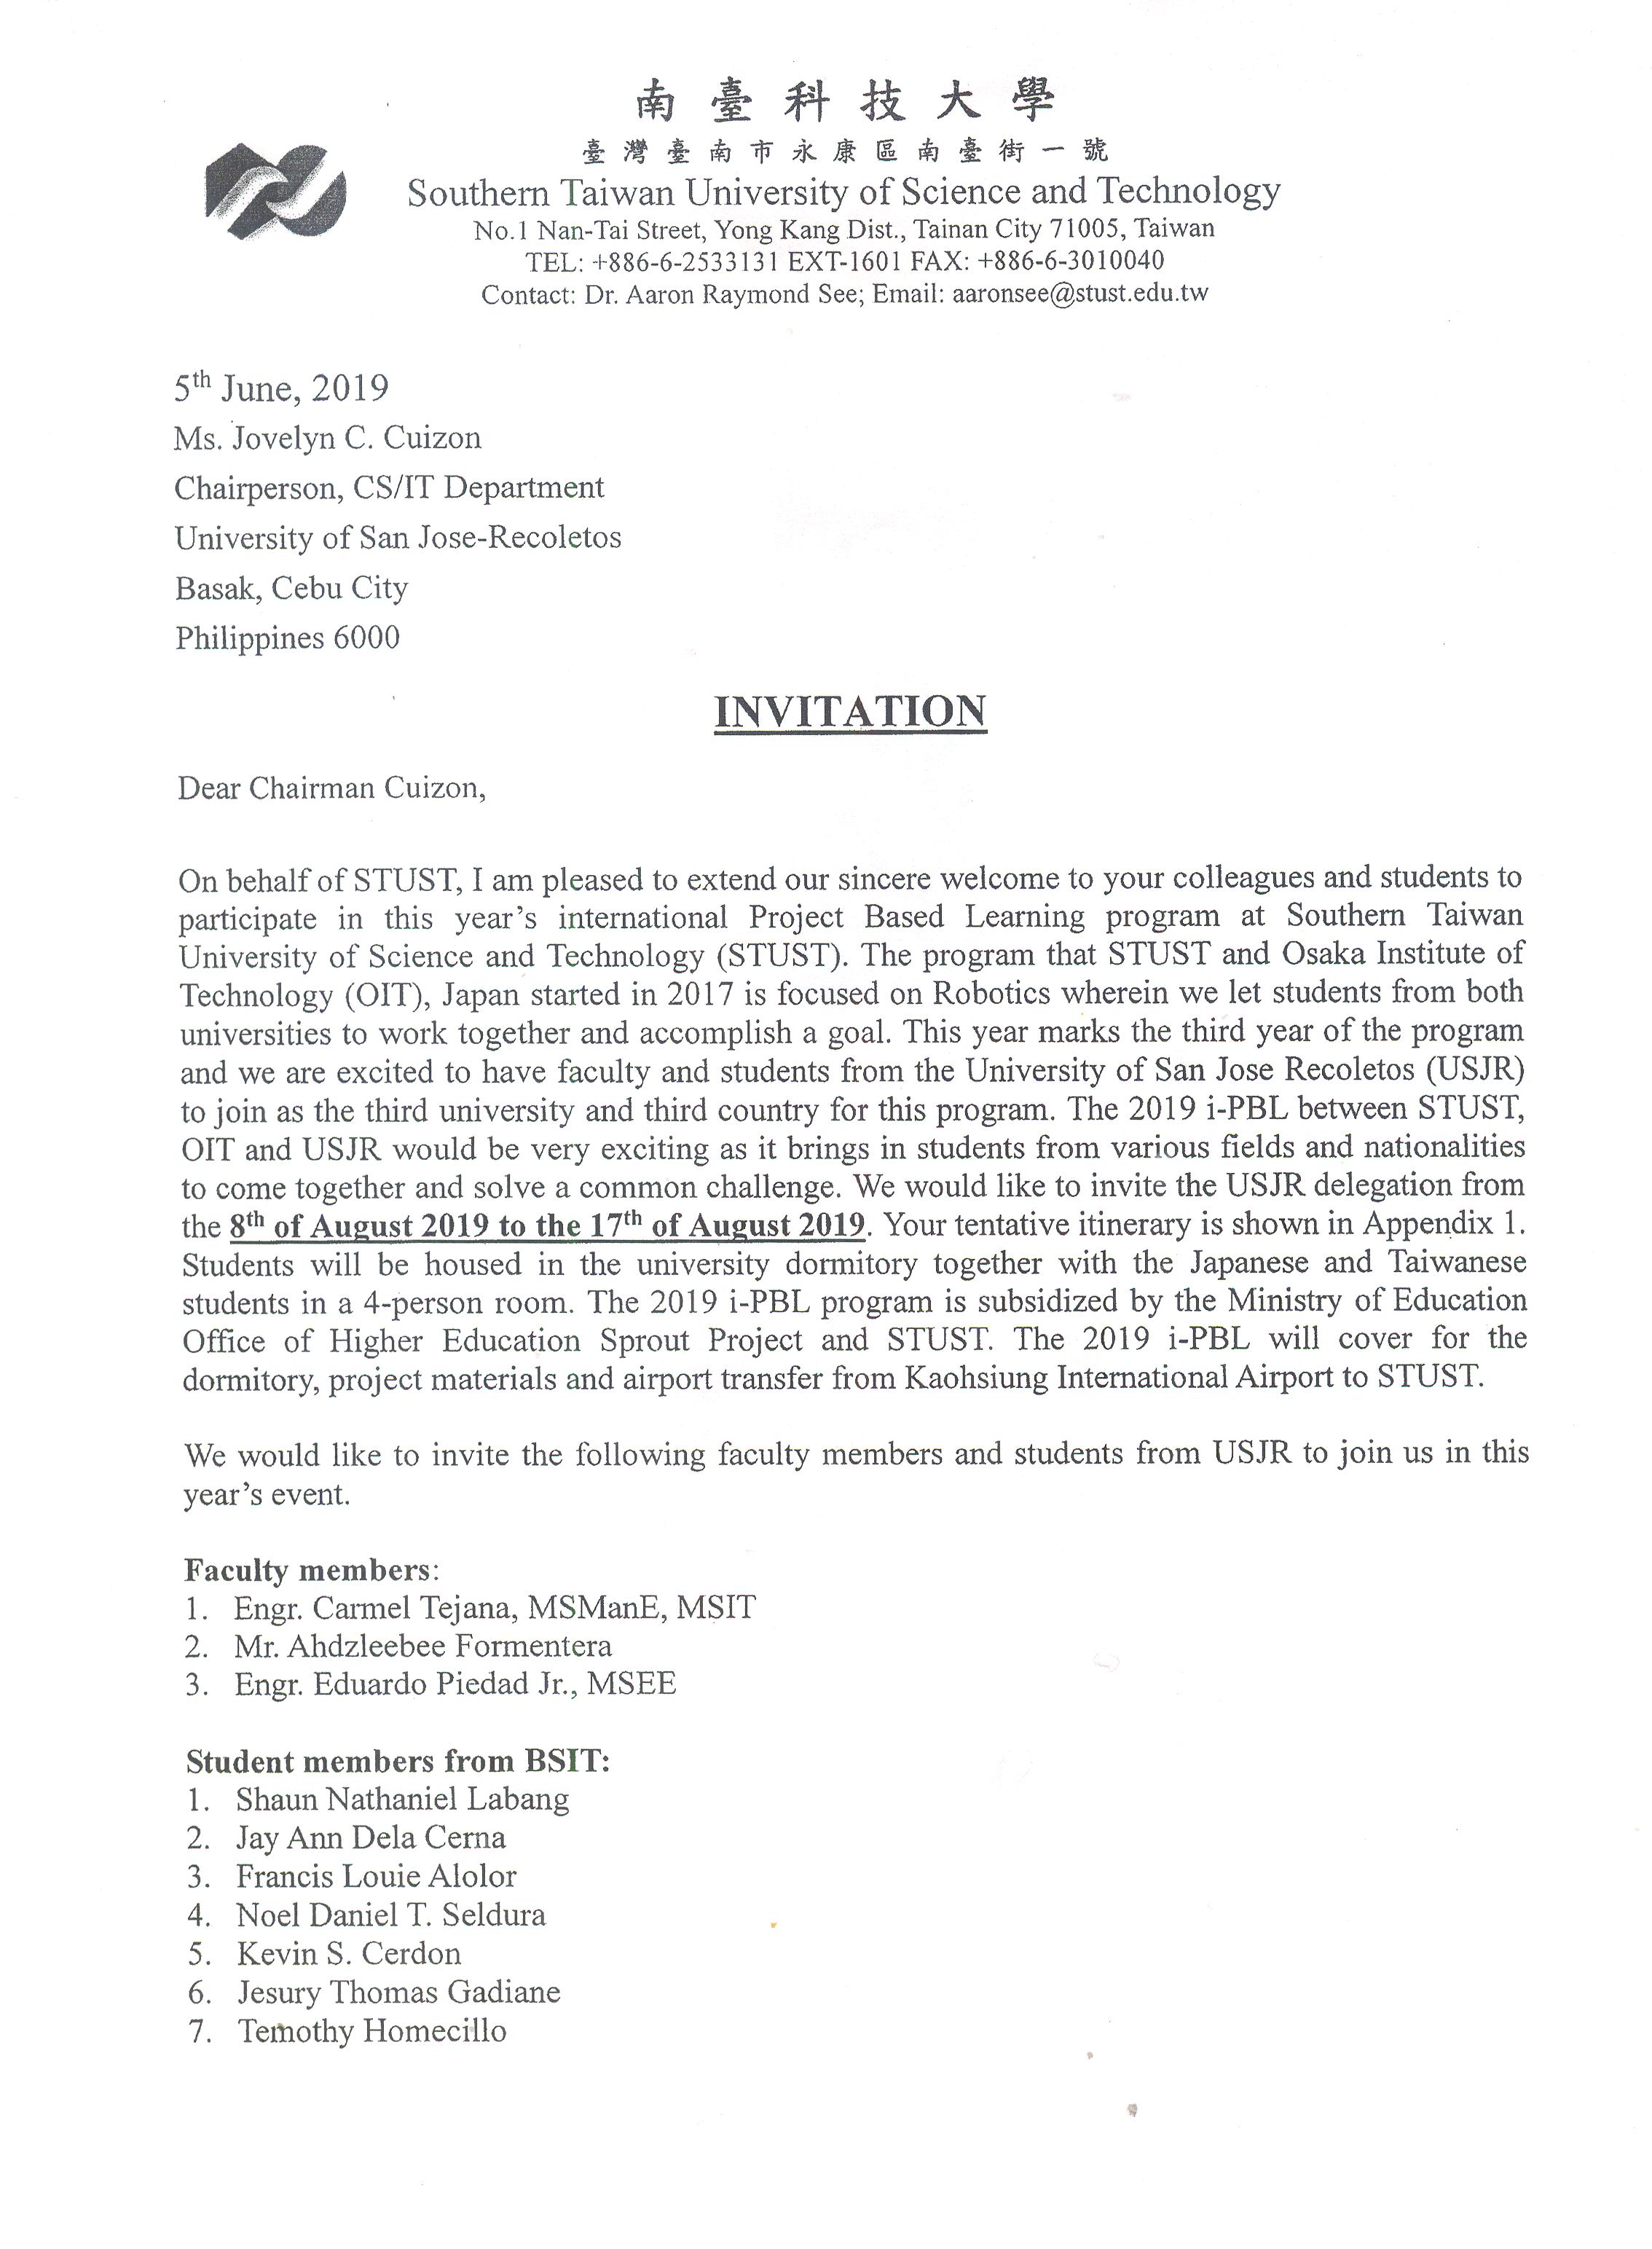 南臺科技大學
臺灣臺南市永康區南臺街一號
Southern Taiwan University of Science and Technology
No.1 Nan-Tai Street, Yong Kang Dist., Tainan City 71005, Taiwan
TEL: +886-6-2533131 EXT-1601 FAX: +886-6-3010040
Contact: Dr. Aaron Raymond See; Email: aaronsee@stust.edu.tw
5th June, 2019
Ms. Jovelyn C. Cuizon
Chairperson, CS/IT Department
University of San Jose-Recoletos
Basak, Cebu City
Philippines 6000
INVITATION
Dear Chairman Cuizon,
On behalf of STUST, I am pleased to extend our sincere welcome to your colleagues and students to
participate in this year's international Project Based Learning program at Southern Taiwan
University of Science and Technology (STUST). The program that STUST and Osaka Institute of
Technology (OIT), Japan started in 2017 is focused on Robotics wherein we let students from both
universities to work together and accomplish a goal. This year marks the third year of the program
and we are excited to have faculty and students from the University of San Jose Recoletos (USJR)
to join as the third university and third country for this program. The 2019 i-PBL between STUST,
OIT and USJR would be very exciting as it brings in students from various fields and nationalities
to come together and solve a common challenge. We would like to invite the USJR delegation from
the 8th of August 2019 to the 17th of August 2019. Your tentative itinerary is shown in Appendix 1.
Students will be housed in the university dormitory together with the Japanese and Taiwanese
students in a 4-person room. The 2019 i-PBL program is subsidized by the Ministry of Education
Office of Higher Education Sprout Project and STUST. The 2019 i-PBL will cover for the
dormitory, project materials and airport transfer from Kaohsiung International Airport to STUST.
We would like to invite the following faculty members and students from USJR to join us in this
year's event.
Faculty members:
1. Engr. Carmel Tejana, MSManE, MSIT
2. Mr. Ahdzleebee Formentera
3. Engr. Eduardo Piedad Jr., MSEE
Student members from BSIT:
1. Shaun Nathaniel Labang
2. Jay Ann Dela Cerna
3. Francis Louie Alolor
4. Noel Daniel T. Seldura
5. Kevin S. Cerdon
6. Jesury Thomas Gadiane
7. Temothy Homecillo